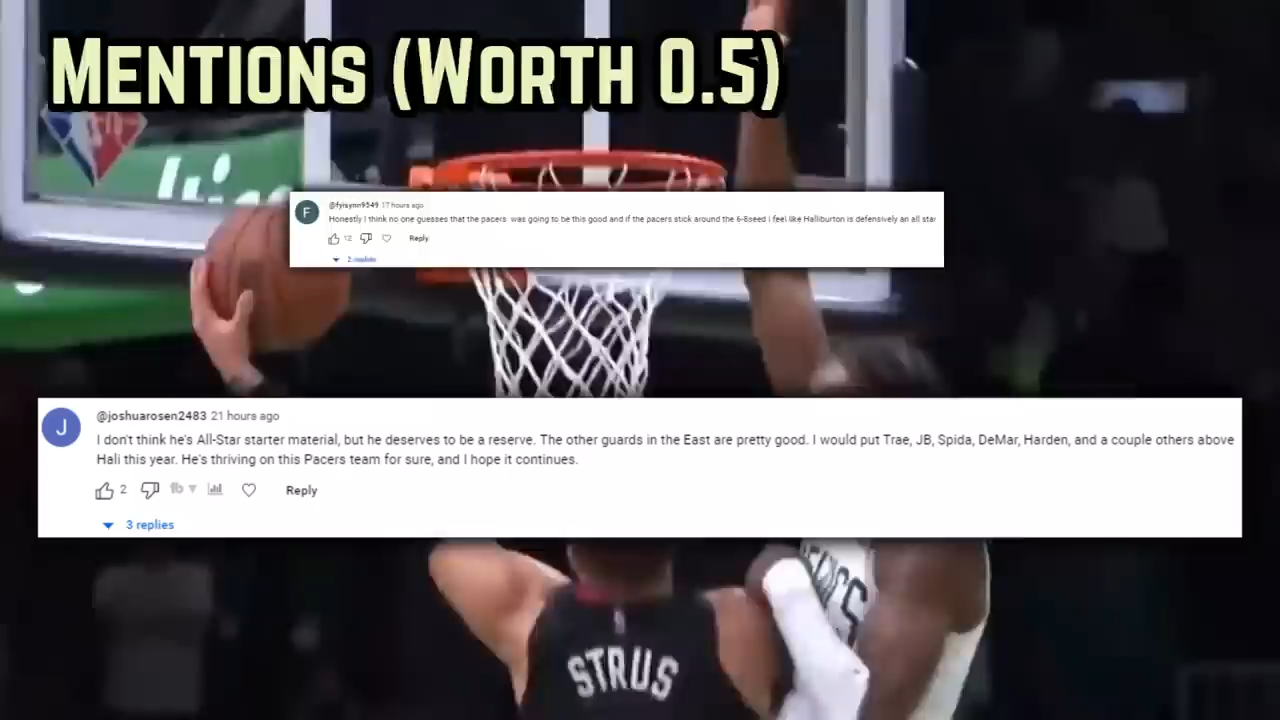 MENTIONS (WORTH 0.5)
@fyisynn9549 17 hours ago
Honestly I think no one guesses that the pacers was going to be this good and if the pacers stick around the 6-8seed i feel like Halliburton is defensively an all star
12 Reply
2 replies
J
@joshuarosen2483 21 hours ago
I don't think he's All-Star starter material, but he deserves to be a reserve. The other guards in the East are pretty good. I would put Trae, JB, Spida, DeMar, Harden, and a couple others above
Hali this year. He's thriving on this Pacers team for sure, and I hope it continues.
2 Reply
3 replies
STRUS